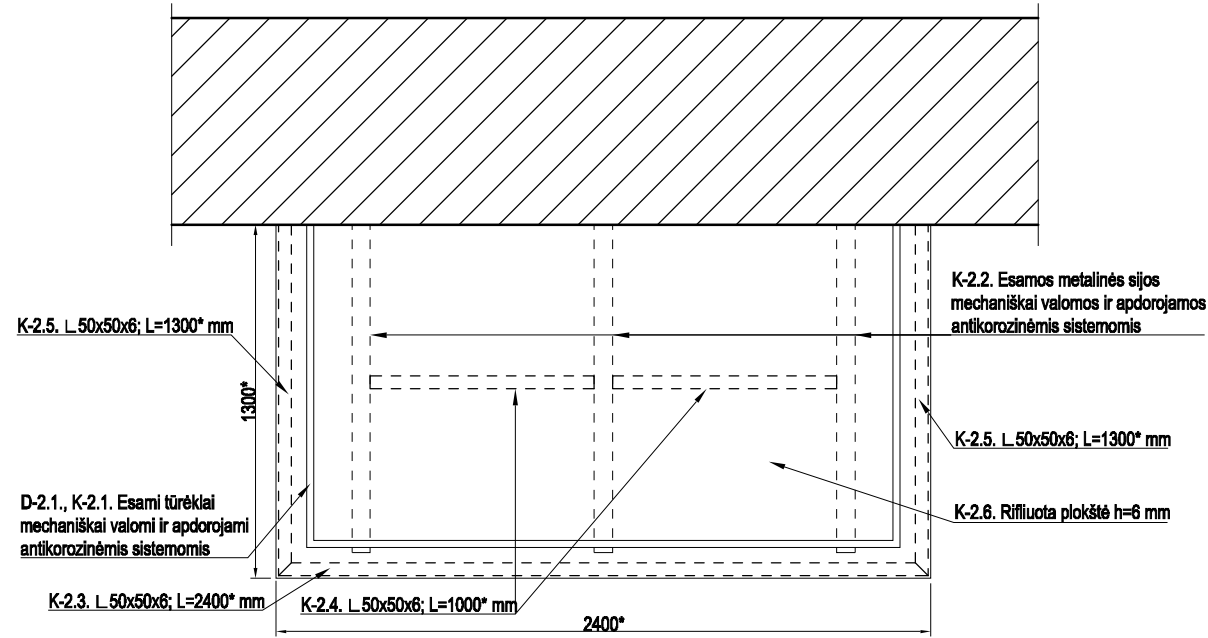 K-2.2. Esamos metalinės sijos
mechaniškai valomos ir apdorojamos
antikorozinėmis sistemomis
K-2.5. ∟50x50x6; L=1300* mm
1300*
K-2.5. ∟50x50x6; L=1300* mm
D-2.1., K-2.1. Esami tūrėklai
mechaniškai valomi ir apdorojami
antikorozinėmis sistemomis
K-2.6. Rifliuota plokštė h=6 mm
K-2.3. ∟50x50x6; L=2400* mm
K-2.4. ∟50x50x6; L=1000* mm
2400*